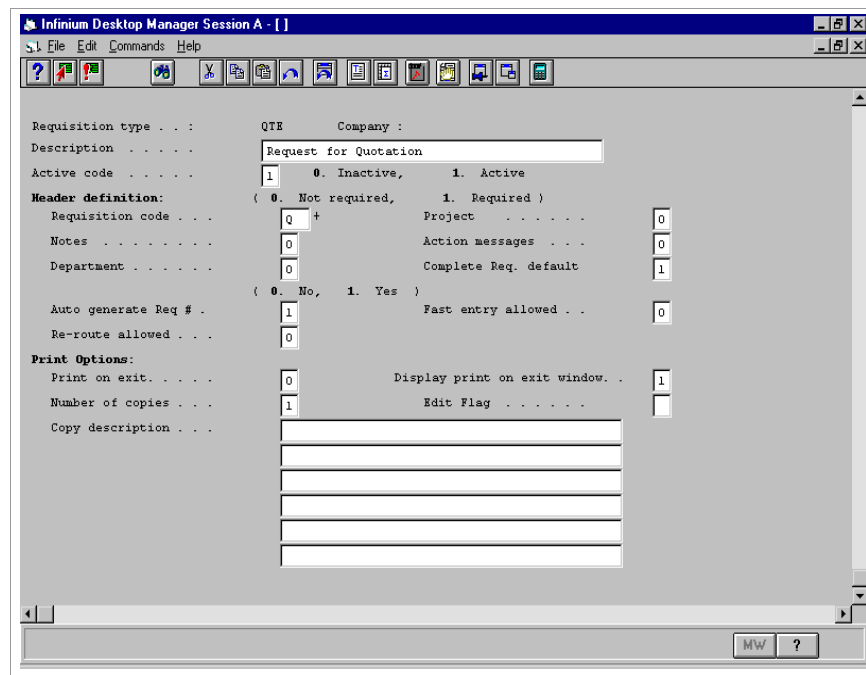 Infinium Desktop Manager Session A - [ ]
File Edit Commands Help
Requisition type . . : QTE Company :
Description . . . . . Request for Quotation
Active code . . . . . 1 0. Inactive, 1. Active
Header definition: ( 0. Not required, 1. Required )
Requisition code . . . Q + Project . . . . . . 0
Notes . . . . . . . . 0 Action messages . . . 0
Department . . . . . . 0 Complete Req. default 1
( 0. No, 1. Yes )
Auto generate Req # . 1 Fast entry allowed . . 0
Re-route allowed . . . 0
Print Options:
Print on exit. . . . . 0 Display print on exit window. . 1
Number of copies . . . 1 Edit Flag . . . . . .
Copy description . . .
MW ?